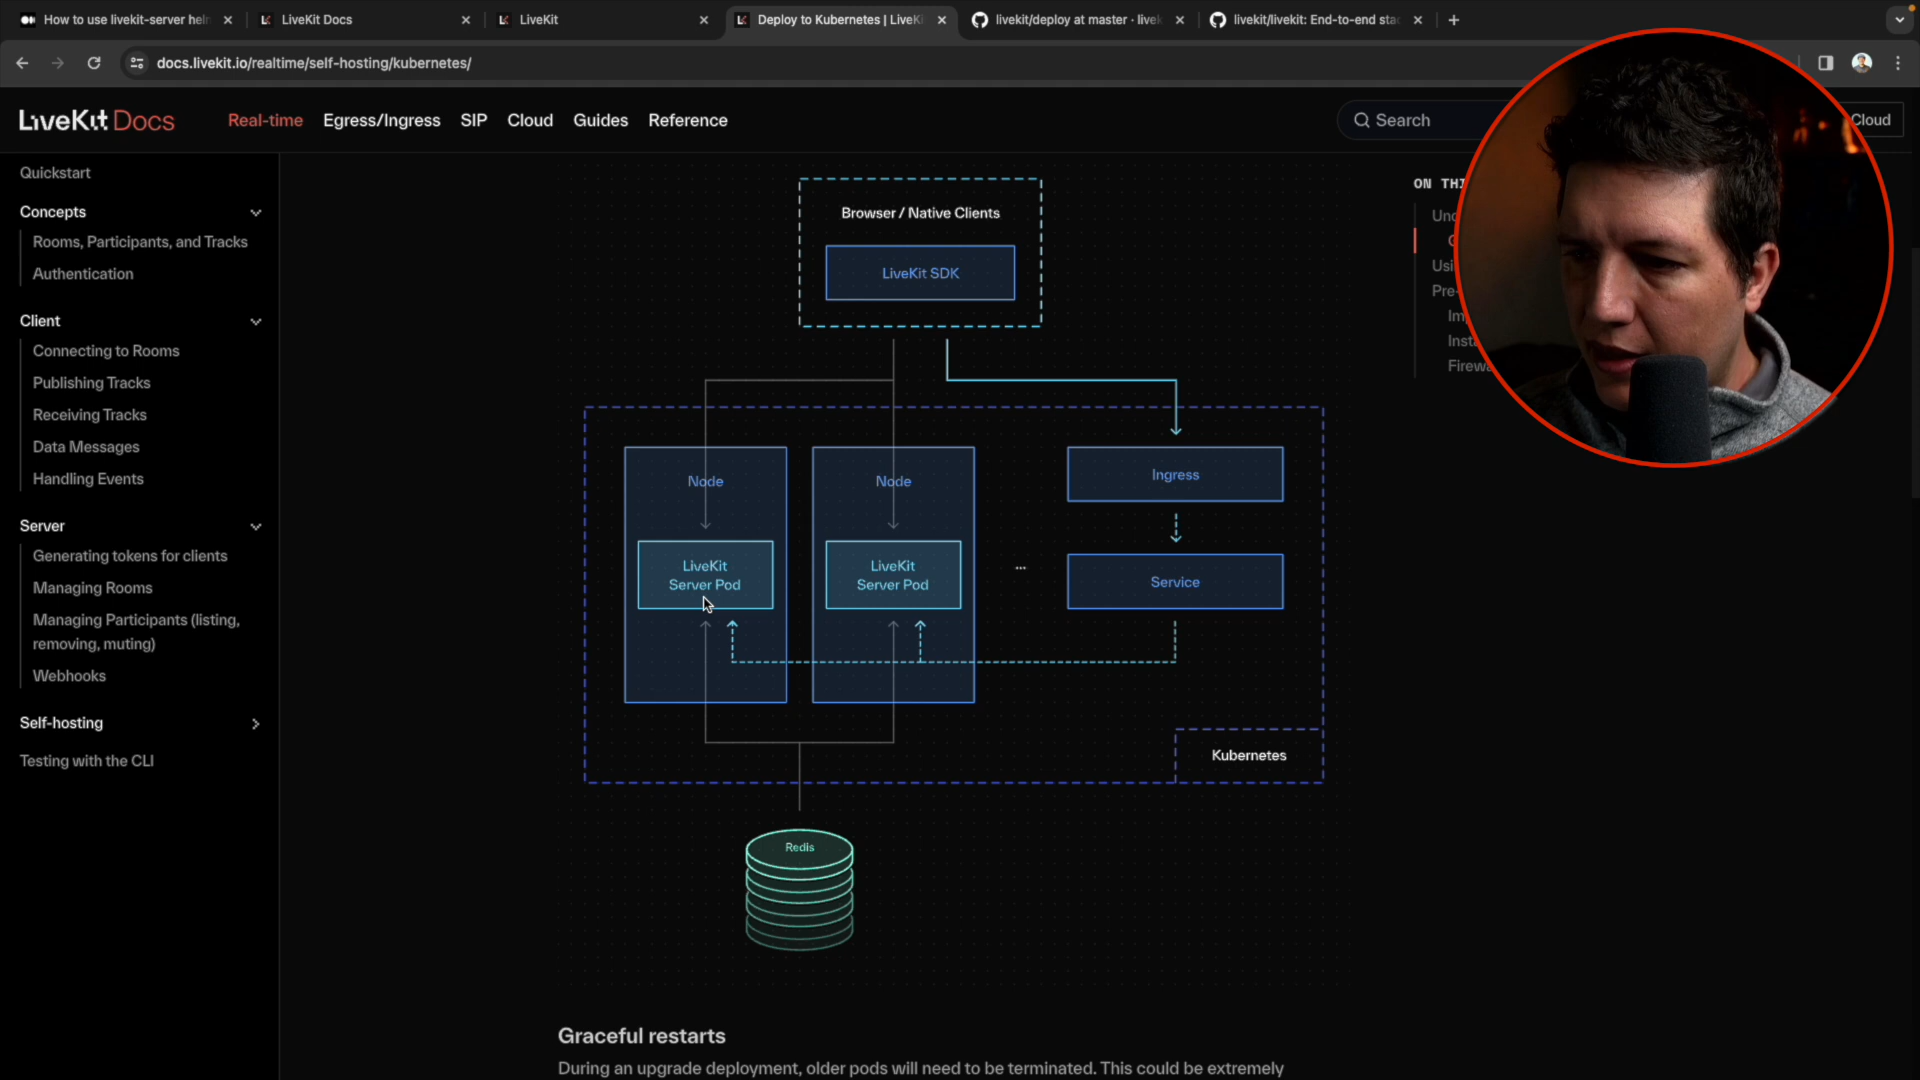 How to use livekit-server hel
LiveKit Docs
LiveKit
Deploy to Kubernetes | LiveK
livekit/deploy at master · livek
livekit/livekit: End-to-end sta
docs.livekit.io/realtime/self-hosting/kubernetes/
LiveKit Docs
Real-time
Egress/Ingress
SIP
Cloud
Guides
Reference
Search
Cloud
Quickstart
Concepts
Rooms, Participants, and Tracks
Authentication
Client
Connecting to Rooms
Publishing Tracks
Receiving Tracks
Data Messages
Handling Events
Server
Generating tokens for clients
Managing Rooms
Managing Participants (listing,
removing, muting)
Webhooks
Self-hosting
Testing with the CLI
Browser / Native Clients
LiveKit SDK
Node
Node
Ingress
LiveKit
Server Pod
LiveKit
Server Pod
...
Service
Kubernetes
Redis
Graceful restarts
During an upgrade deployment, older pods will need to be terminated. This could be extremely
ON THI
Unc
G
Usi
Pre-
Im
Inst
Firew